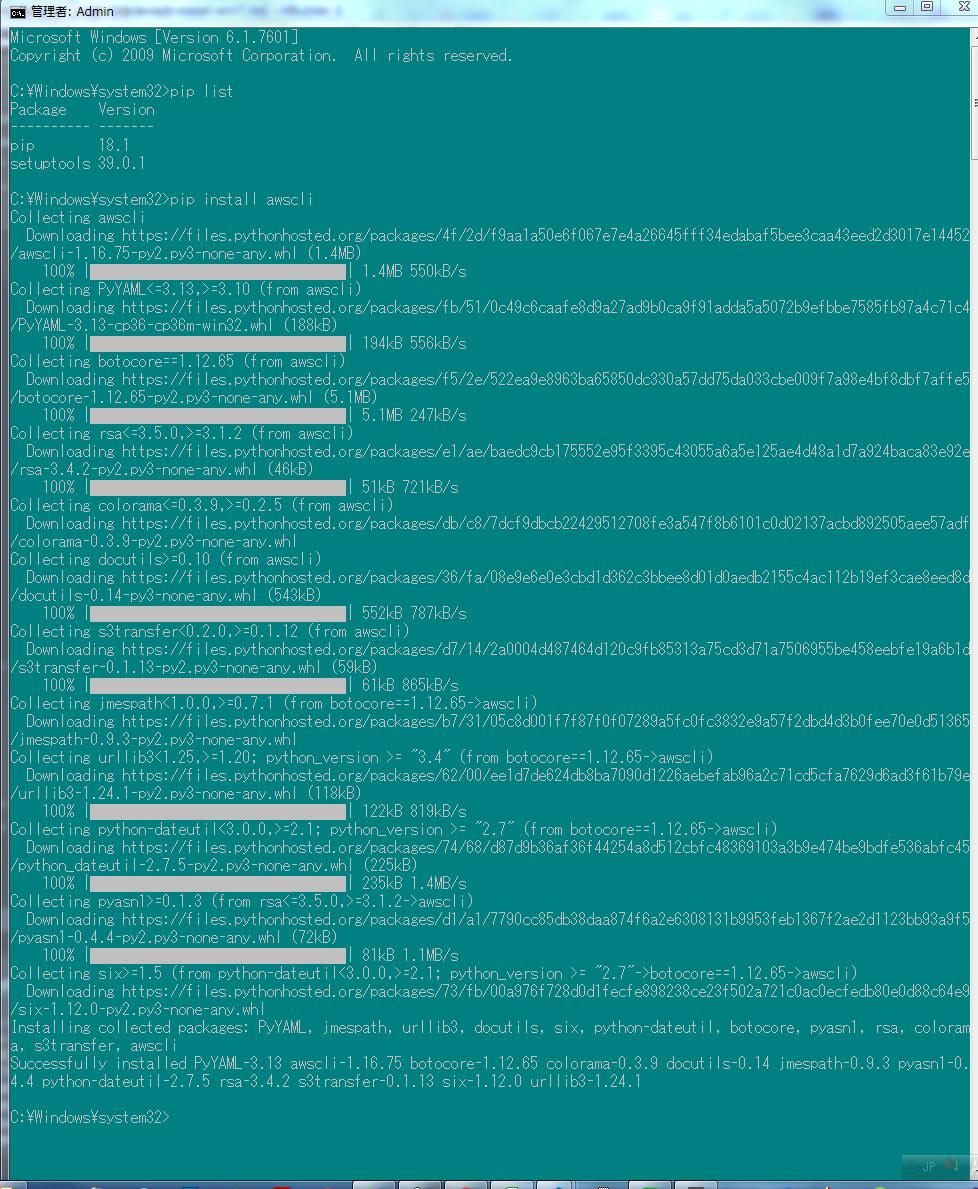 管理者: Admin
Microsoft Windows [Version 6.1.7601]
Copyright (c) 2009 Microsoft Corporation.  All rights reserved.
C:¥Windows¥system32>pip list
Package    Version
---------- -------
pip        18.1
setuptools 39.0.1
C:¥Windows¥system32>pip install awscli
Collecting awscli
  Downloading https://files.pythonhosted.org/packages/4f/2d/f9aa1a50e6f067e7e4a26645fff34edabaf5bee3caa43eed2d3017e14452
/awscli-1.16.75-py2.py3-none-any.whl (1.4MB)
    100% |████████████████████████████████| 1.4MB 550kB/s
Collecting PyYAML<=3.13,>=3.10 (from awscli)
  Downloading https://files.pythonhosted.org/packages/fb/51/0c49c6caafe8d9a27ad9b0ca9f91adda5a5072b9efbbe7585fb97a4c71c4
/PyYAML-3.13-cp36-cp36m-win32.whl (188kB)
    100% |████████████████████████████████| 194kB 556kB/s
Collecting botocore==1.12.65 (from awscli)
  Downloading https://files.pythonhosted.org/packages/f5/2e/522ea9e8963ba65850dc330a57dd75da033cbe009f7a98e4bf8dbf7affe5
/botocore-1.12.65-py2.py3-none-any.whl (5.1MB)
    100% |████████████████████████████████| 5.1MB 247kB/s
Collecting rsa<=3.5.0,>=3.1.2 (from awscli)
  Downloading https://files.pythonhosted.org/packages/e1/ae/baedc9cb175552e95f3395c43055a6a5e125ae4d48a1d7a924baca83e92e
/rsa-3.4.2-py2.py3-none-any.whl (46kB)
    100% |████████████████████████████████| 51kB 721kB/s
Collecting colorama<=0.3.9,>=0.2.5 (from awscli)
  Downloading https://files.pythonhosted.org/packages/db/c8/7dcf9dbcb22429512708fe3a547f8b6101c0d02137acbd892505aee57adf
/colorama-0.3.9-py2.py3-none-any.whl
Collecting docutils>=0.10 (from awscli)
  Downloading https://files.pythonhosted.org/packages/36/fa/08e9e6e0e3cbd1d362c3bbee8d01d0aedb2155c4ac112b19ef3cae8eed8d
/docutils-0.14-py3-none-any.whl (543kB)
    100% |████████████████████████████████| 552kB 787kB/s
Collecting s3transfer<0.2.0,>=0.1.12 (from awscli)
  Downloading https://files.pythonhosted.org/packages/d7/14/2a0004d487464d120c9fb85313a75cd3d71a7506955be458eebfe19a6b1d
/s3transfer-0.1.13-py2.py3-none-any.whl (59kB)
    100% |████████████████████████████████| 61kB 865kB/s
Collecting jmespath<1.0.0,>=0.7.1 (from botocore==1.12.65->awscli)
  Downloading https://files.pythonhosted.org/packages/b7/31/05c8d001f7f87f0f07289a5fc0fc3832e9a57f2dbd4d3b0fee70e0d51365
/jmespath-0.9.3-py2.py3-none-any.whl
Collecting urllib3<1.25,>=1.20; python_version >= "3.4" (from botocore==1.12.65->awscli)
  Downloading https://files.pythonhosted.org/packages/62/00/ee1d7de624db8ba7090d1226aebefab96a2c71cd5cfa7629d6ad3f61b79e
/urllib3-1.24.1-py2.py3-none-any.whl (118kB)
    100% |████████████████████████████████| 122kB 819kB/s
Collecting python-dateutil<3.0.0,>=2.1; python_version >= "2.7" (from botocore==1.12.65->awscli)
  Downloading https://files.pythonhosted.org/packages/74/68/d87d9b36af36f44254a8d512cbfc48369103a3b9e474be9bdfe536abfc45
/python_dateutil-2.7.5-py2.py3-none-any.whl (225kB)
    100% |████████████████████████████████| 235kB 1.4MB/s
Collecting pyasn1>=0.1.3 (from rsa<=3.5.0,>=3.1.2->awscli)
  Downloading https://files.pythonhosted.org/packages/d1/a1/7790cc85db38daa874f6a2e6308131b9953feb1367f2ae2d1123bb93a9f5
/pyasn1-0.4.4-py2.py3-none-any.whl (72kB)
    100% |████████████████████████████████| 81kB 1.1MB/s
Collecting six>=1.5 (from python-dateutil<3.0.0,>=2.1; python_version >= "2.7"->botocore==1.12.65->awscli)
  Downloading https://files.pythonhosted.org/packages/73/fb/00a976f728d0d1fecfe898238ce23f502a721c0ac0ecfedb80e0d88c64e9
/six-1.12.0-py2.py3-none-any.whl
Installing collected packages: PyYAML, jmespath, urllib3, docutils, six, python-dateutil, botocore, pyasn1, rsa, coloram
a, s3transfer, awscli
Successfully installed PyYAML-3.13 awscli-1.16.75 botocore-1.12.65 colorama-0.3.9 docutils-0.14 jmespath-0.9.3 pyasn1-0.
4.4 python-dateutil-2.7.5 rsa-3.4.2 s3transfer-0.1.13 six-1.12.0 urllib3-1.24.1
C:¥Windows¥system32>
JP